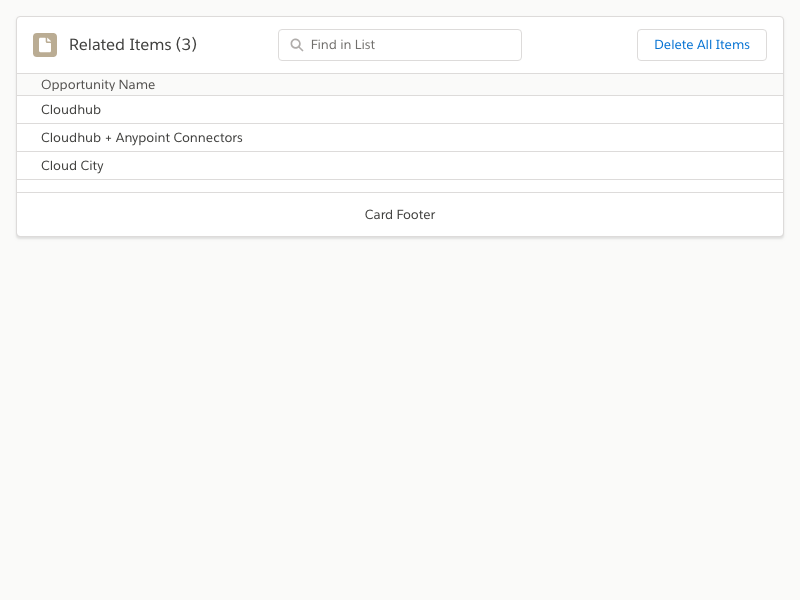 Related Items (3)
Find in List
Delete All Items
Opportunity Name
Cloudhub
Cloudhub + Anypoint Connectors
Cloud City
Card Footer